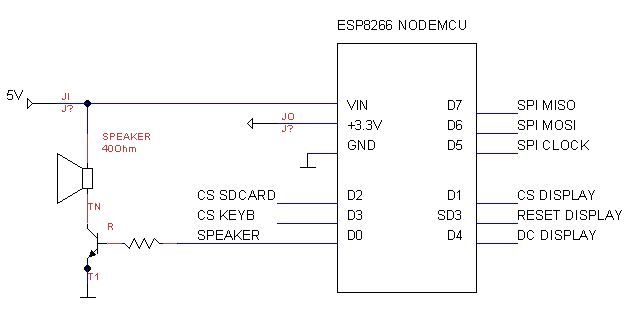 ESP8266 NODEMCU
5V
JI
J?
VIN
D7
SPI MISO
JO
J?
+3.3V
D6
SPI MOSI
SPEAKER
40Ohm
GND
D5
SPI CLOCK
CS SDCARD
D2
D1
CS DISPLAY
TN
CS KEYB
D3
SD3
RESET DISPLAY
R
SPEAKER
D0
D4
DC DISPLAY
T1